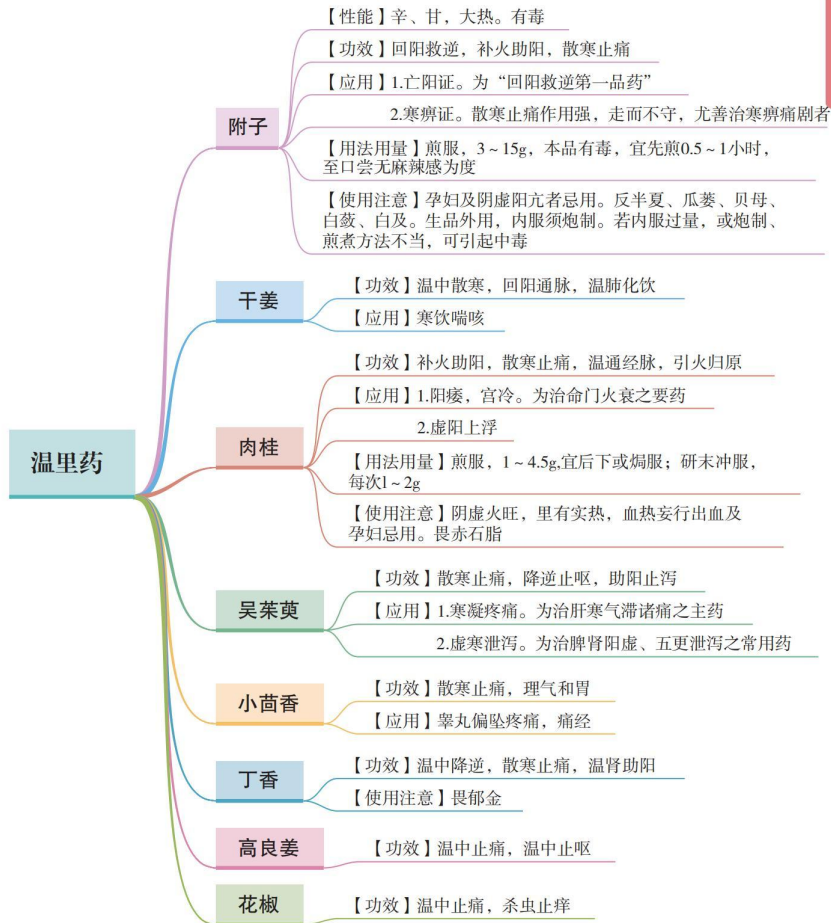 温里药
附子
【性能】辛、甘，大热。有毒
【功效】回阳救逆，补火助阳，散寒止痛
【应用】1.亡阳证。为“回阳救逆第一品药”
2.寒痹证。散寒止痛作用强，走而不守，尤善治寒痹痛剧者
【用法用量】煎服，3~15g，本品有毒，宜先煎0.5~1小时，
至口尝无麻辣感为度
【使用注意】孕妇及阴虚阳亢者忌用。反半夏、瓜蒌、贝母、
白蔹、白及。生品外用，内服须炮制。若内服过量，或炮制、
煎煮方法不当，可引起中毒
干姜
【功效】温中散寒，回阳通脉，温肺化饮
【应用】寒饮喘咳
肉桂
【功效】补火助阳，散寒止痛，温通经脉，引火归原
【应用】1.阳痿，宫冷。为治命门火衰之要药
2.虚阳上浮
【用法用量】煎服，1~4.5g,宜后下或焗服；研末冲服，
每次1~2g
【使用注意】阴虚火旺，里有实热，血热妄行出血及
孕妇忌用。畏赤石脂
吴茱萸
【功效】散寒止痛，降逆止呕，助阳止泻
【应用】1.寒凝疼痛。为治肝寒气滞诸痛之主药
2.虚寒泄泻。为治脾肾阳虚、五更泄泻之常用药
小茴香
【功效】散寒止痛，理气和胃
【应用】睾丸偏坠疼痛，痛经
丁香
【功效】温中降逆，散寒止痛，温肾助阳
【使用注意】畏郁金
高良姜
【功效】温中止痛，温中止呕
花椒
【功效】温中止痛，杀虫止痒